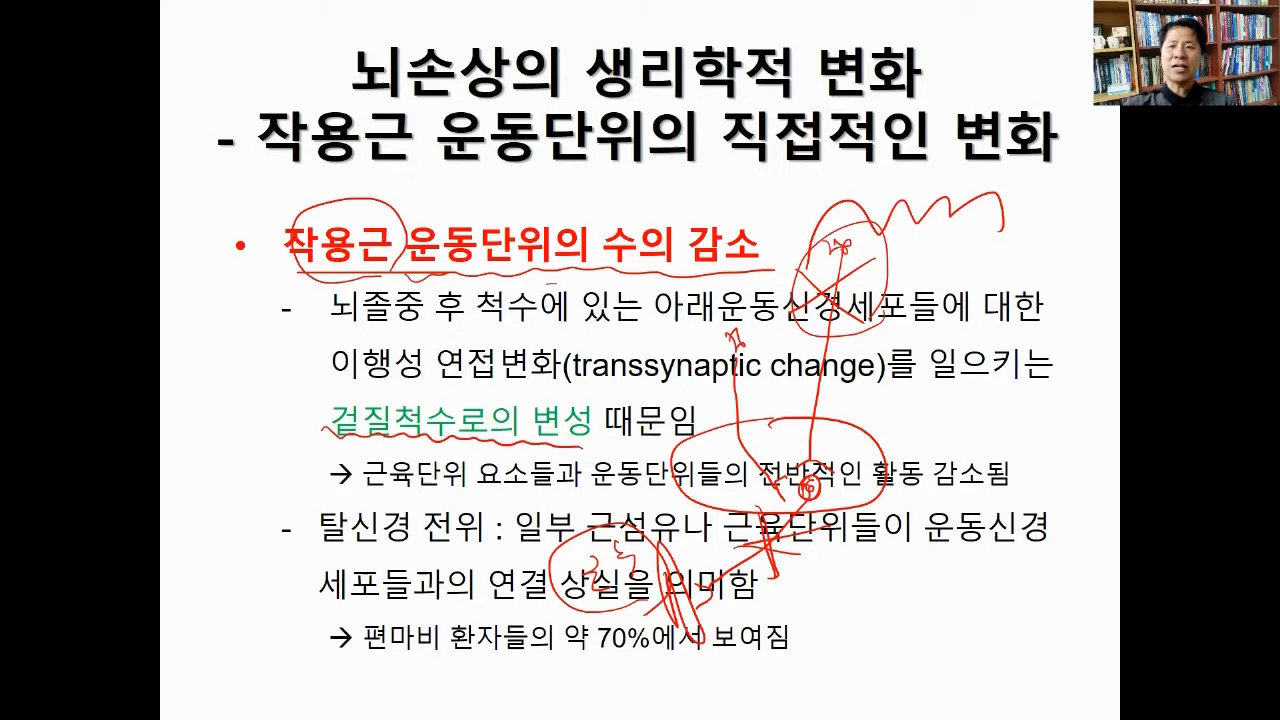 뇌손상의 생리학적 변화
- 작용근 운동단위의 직접적인 변화
• 작용근 운동단위의 수의 감소
- 뇌졸중 후 척수에 있는 아래운동신경세포들에 대한
이행성 연접변화(transsynaptic change)를 일으키는
겉질척수로의 변성 때문임
→ 근육단위 요소들과 운동단위들의 전반적인 활동 감소됨
- 탈신경 전위 : 일부 근섬유나 근육단위들이 운동신경
세포들과의 연결 상실을 의미함
→ 편마비 환자들의 약 70%에서 보여짐